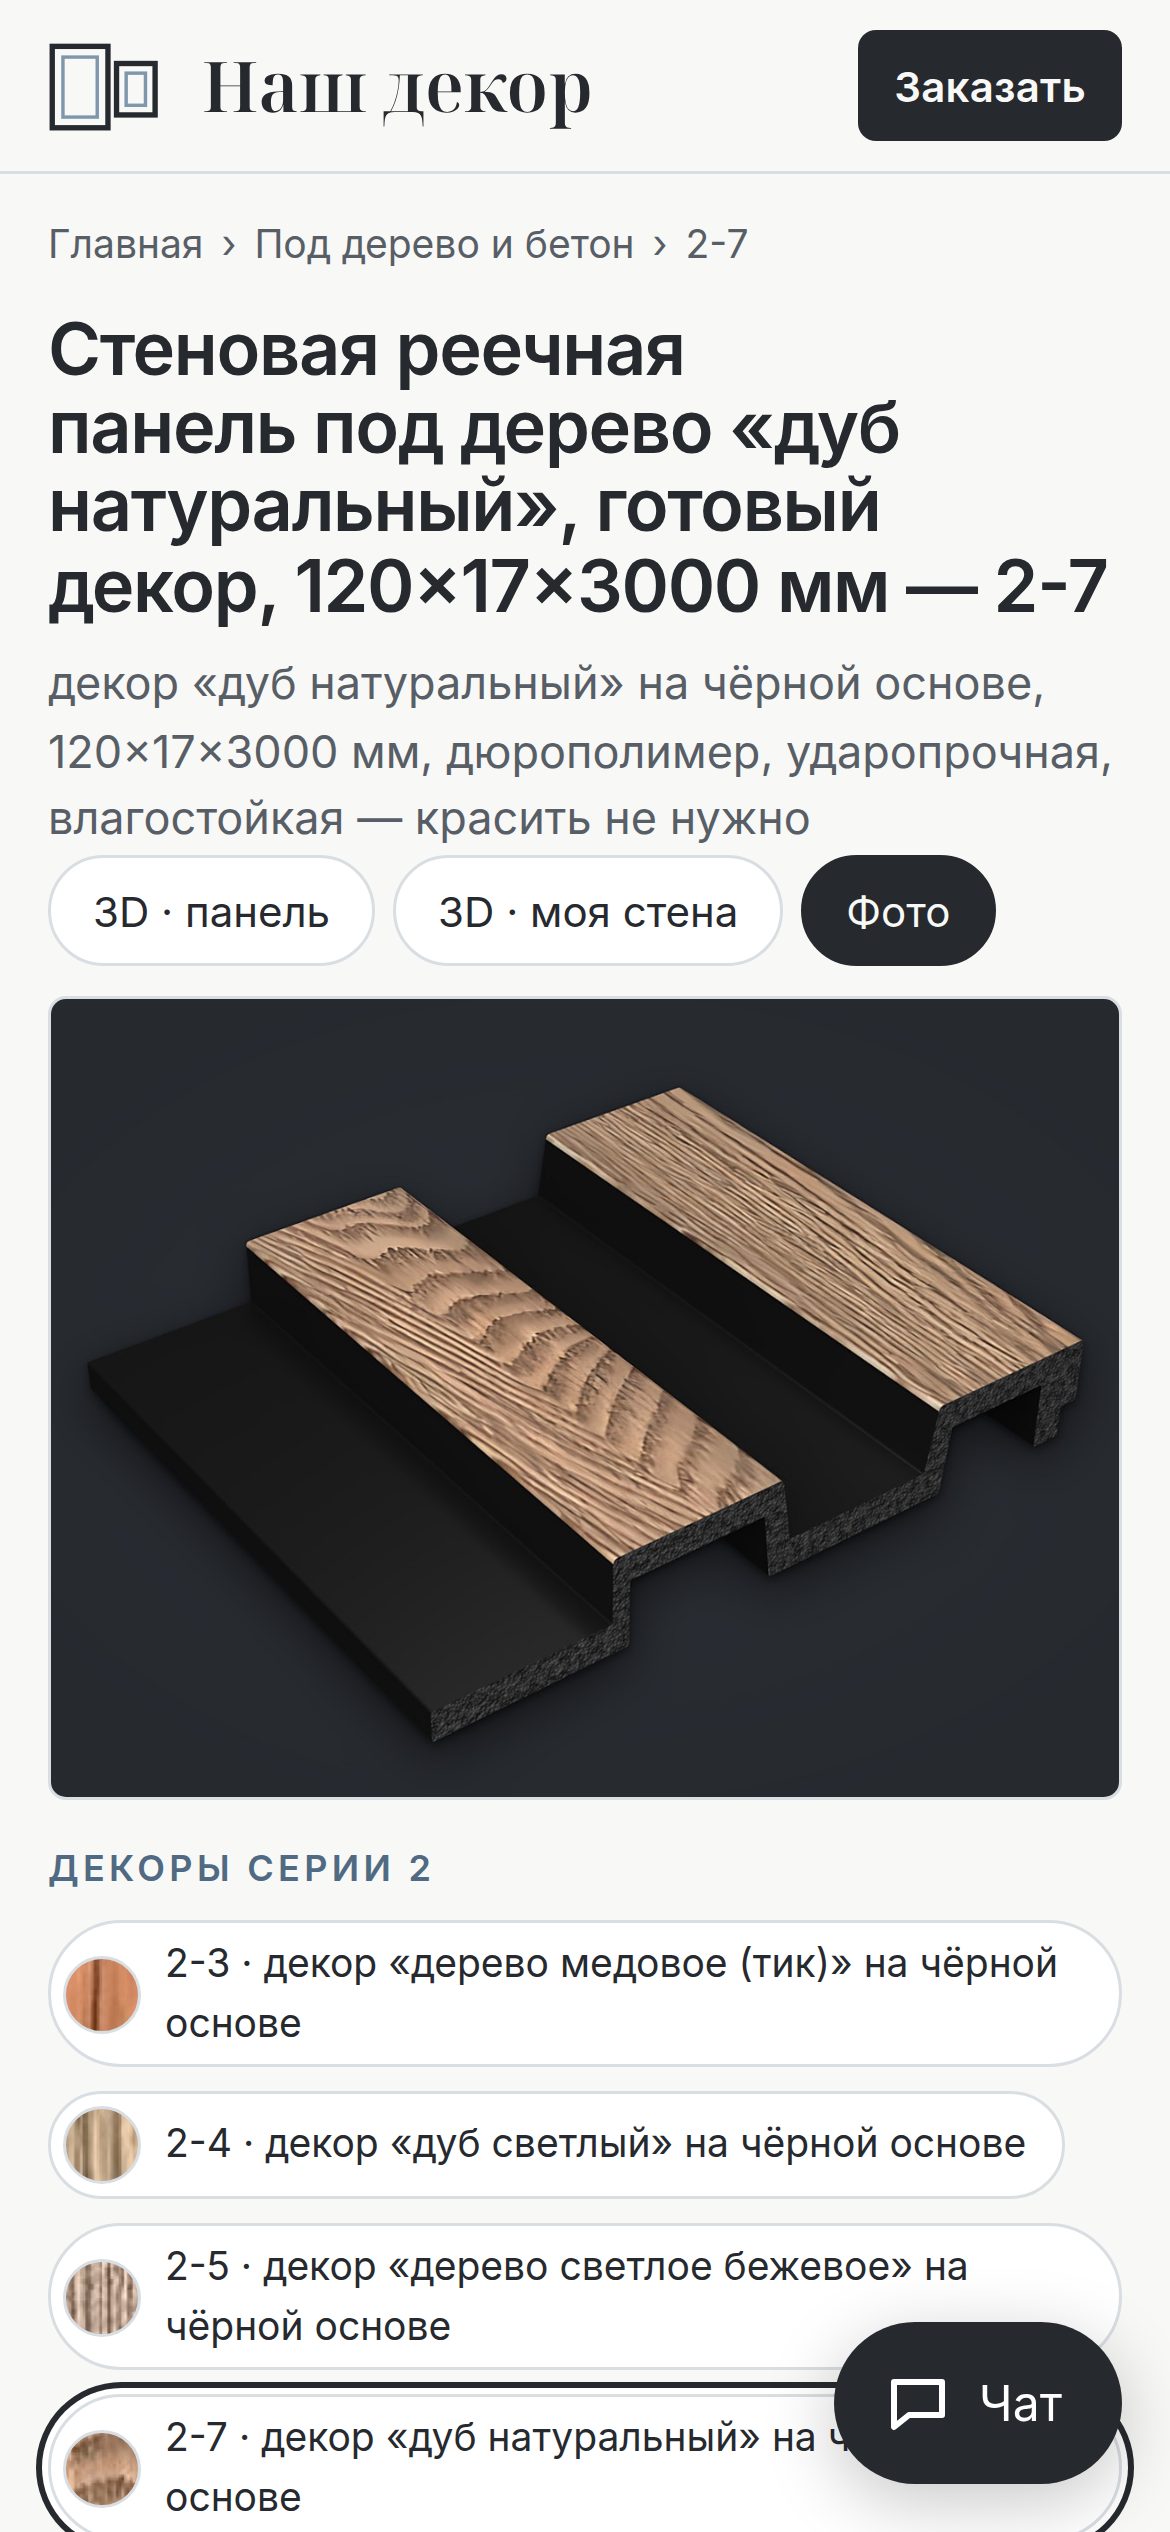 Наш декор
Заказать
Главная › Под дерево и бетон › 2-7
Стеновая реечная
панель под дерево «дуб
натуральный», готовый
декор, 120×17×3000 мм — 2-7
декор «дуб натуральный» на чёрной основе,
120×17×3000 мм, дюрополимер, ударопрочная,
влагостойкая — красить не нужно
3D · панель
3D · моя стена
Фото
ДЕКОРЫ СЕРИИ 2
2-3 · декор «дерево медовое (тик)» на чёрной
основе
2-4 · декор «дуб светлый» на чёрной основе
2-5 · декор «дерево светлое бежевое» на
чёрной основе
2-7 · декор «дуб натуральный» на
основе
Чат